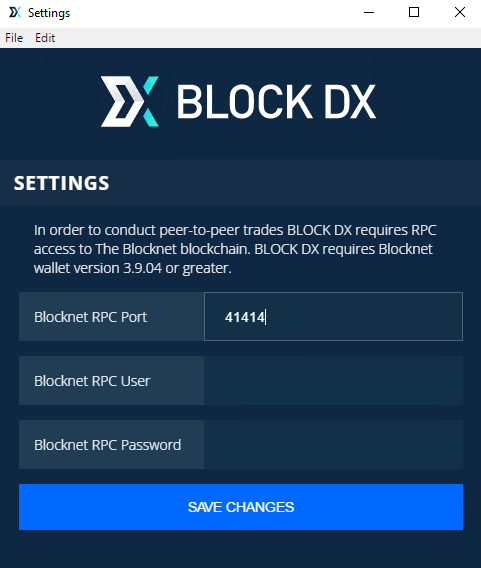 Settings
File Edit
BLOCK DX
SETTINGS
In order to conduct peer-to-peer trades BLOCK DX requires RPC
access to The Blocknet blockchain. BLOCK DX requires Blocknet
wallet version 3.9.04 or greater.
Blocknet RPC Port 41414
Blocknet RPC User
Blocknet RPC Password
SAVE CHANGES